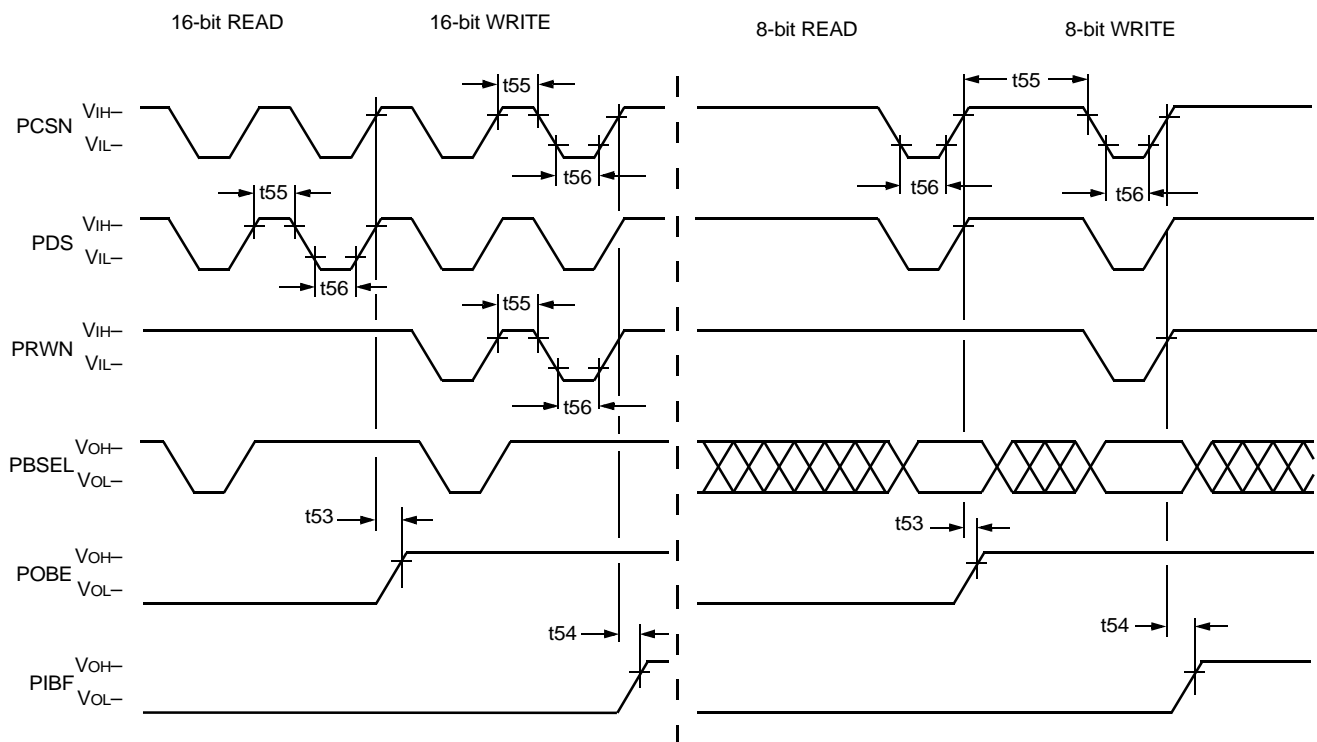 16-bit READ 16-bit WRITE 8-bit READ 8-bit WRITE
t55 t55
PCSN VIH–
VIL–
t56 t56 t56
t55
PDS VIH–
VIL–
t56
t55
PRWN VIH–
VIL–
t56
PBSEL VOH–
VOL–
t53 t53
POBE VOH–
VOL–
t54 t54
PIBF VOH–
VOL–